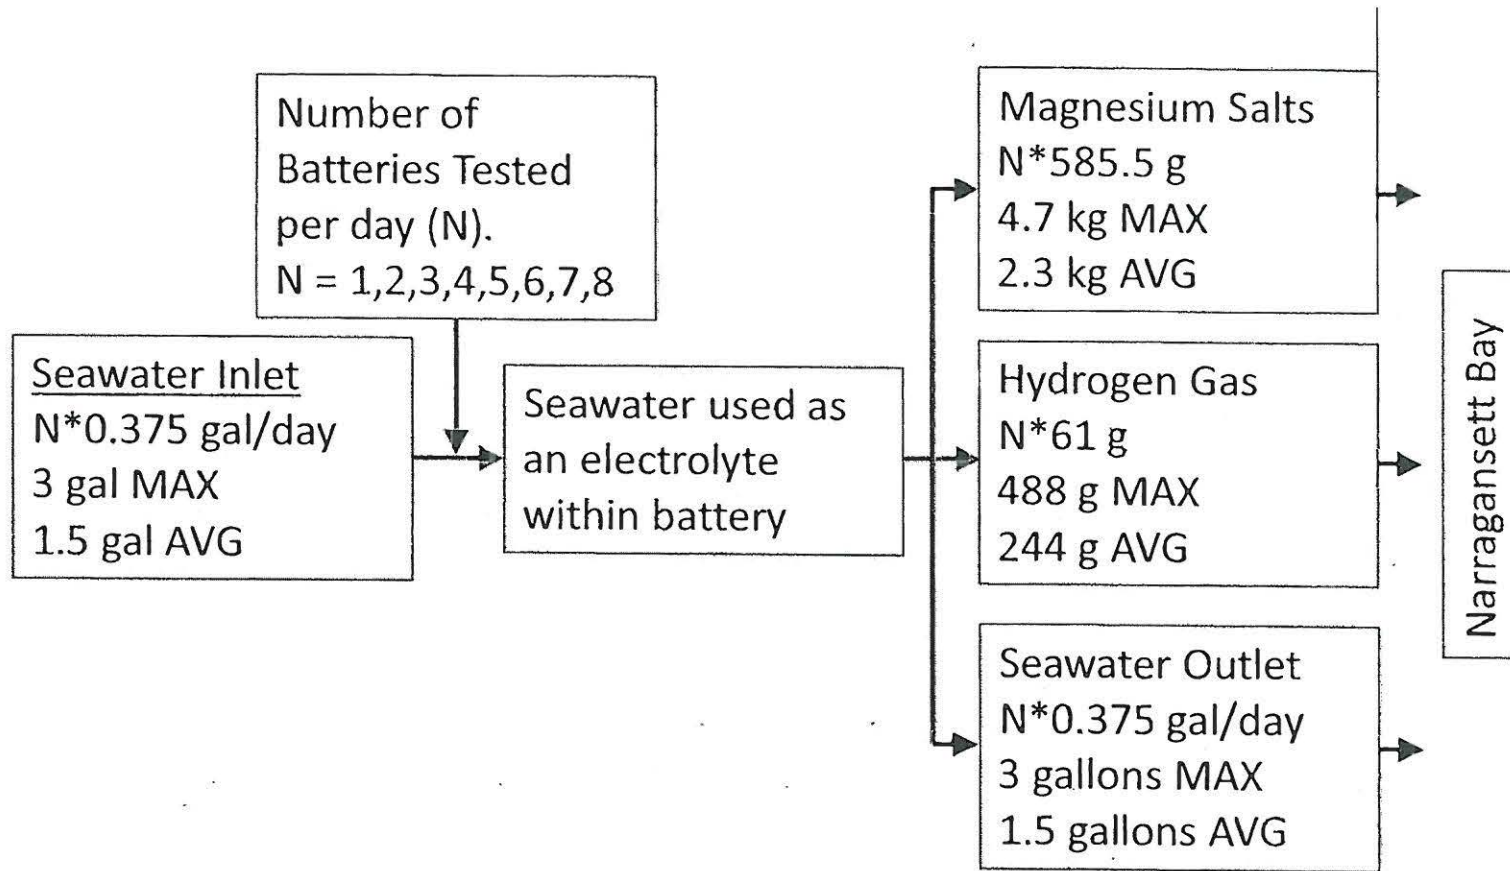 Number of
Batteries Tested
per day (N).
N = 1,2,3,4,5,6,7,8
Seawater Inlet
N*0.375 gal/day
3 gal MAX
1.5 gal AVG
Seawater used as
an electrolyte
within battery
Magnesium Salts
N*585.5 g
4.7 kg MAX
2.3 kg AVG
Hydrogen Gas
N*61 g
488 g MAX
244 g AVG
Seawater Outlet
N*0.375 gal/day
3 gallons MAX
1.5 gallons AVG
Narragansett Bay